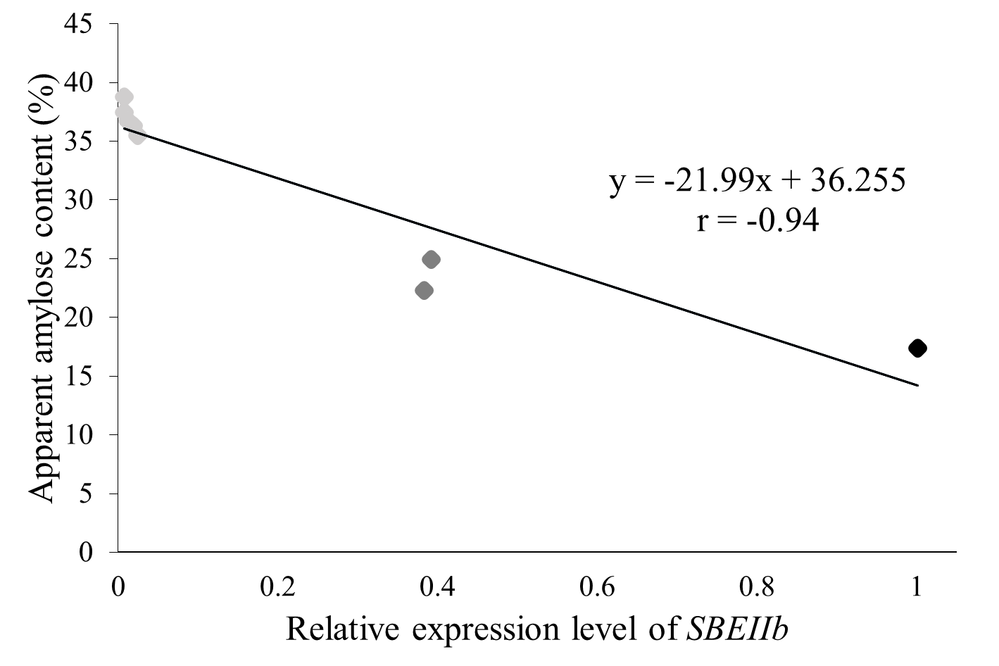 45
40
35
30
25
20
15
10
5
0
Apparent amylose content (%)
y = -21.99x + 36.255
r = -0.94
0 0.2 0.4 0.6 0.8 1
Relative expression level of SBEIIb